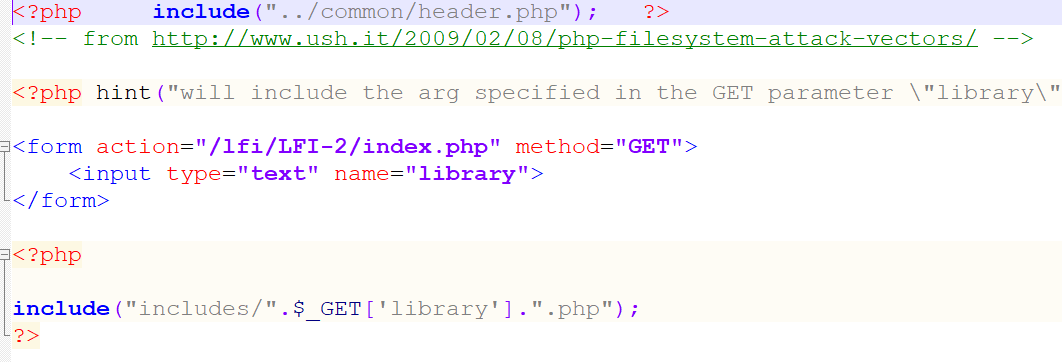 <?php     include("../common/header.php");   ?>
<!-- from http://www.ush.it/2009/02/08/php-filesystem-attack-vectors/ -->
<?php hint("will include the arg specified in the GET parameter \"library\"
<form action="/lfi/LFI-2/index.php" method="GET">
    <input type="text" name="library">
</form>
<?php
include("includes/".$_GET['library'].".php");
?>